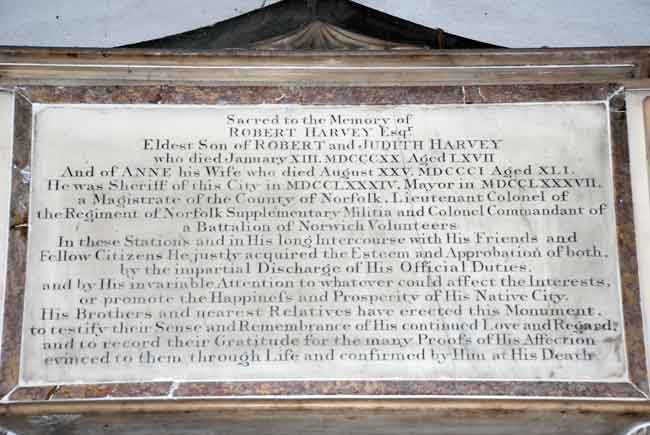 Sacred to the Memory of
ROBERT HARVEY Esqr
Eldest Son of ROBERT and JUDITH HARVEY
who died January XIII. MDCCCXX. Aged LXVII
And of ANNE his Wife who died August XXV. MDCCCI Aged XLI.
He was Sheriff of this City in MDCCLXXXIV. Mayor in MDCCLXXXVII.
a Magistrate of the County of Norfolk, Lieutenant Colonel of
the Regiment of Norfolk Supplementary Militia and Colonel Commandant of
a Battalion of Norwich Volunteers
In these Stations and in His long Intercourse with His Friends and
Fellow Citizens He justly acquired the Esteem and Approbation of both,
by the impartial Discharge of His Official Duties,
and by His invariable Attention to whatever could affect the Interests,
or promote the Happineſs and Prosperity of His Native City.
His Brothers and nearest Relatives have erected this Monument,
to testify their Sense and Remembrance of His continued Love and Regard,
and to record their Gratitude for the many Proofs of His Affection
evinced to them through Life and confirmed by Him at His Death